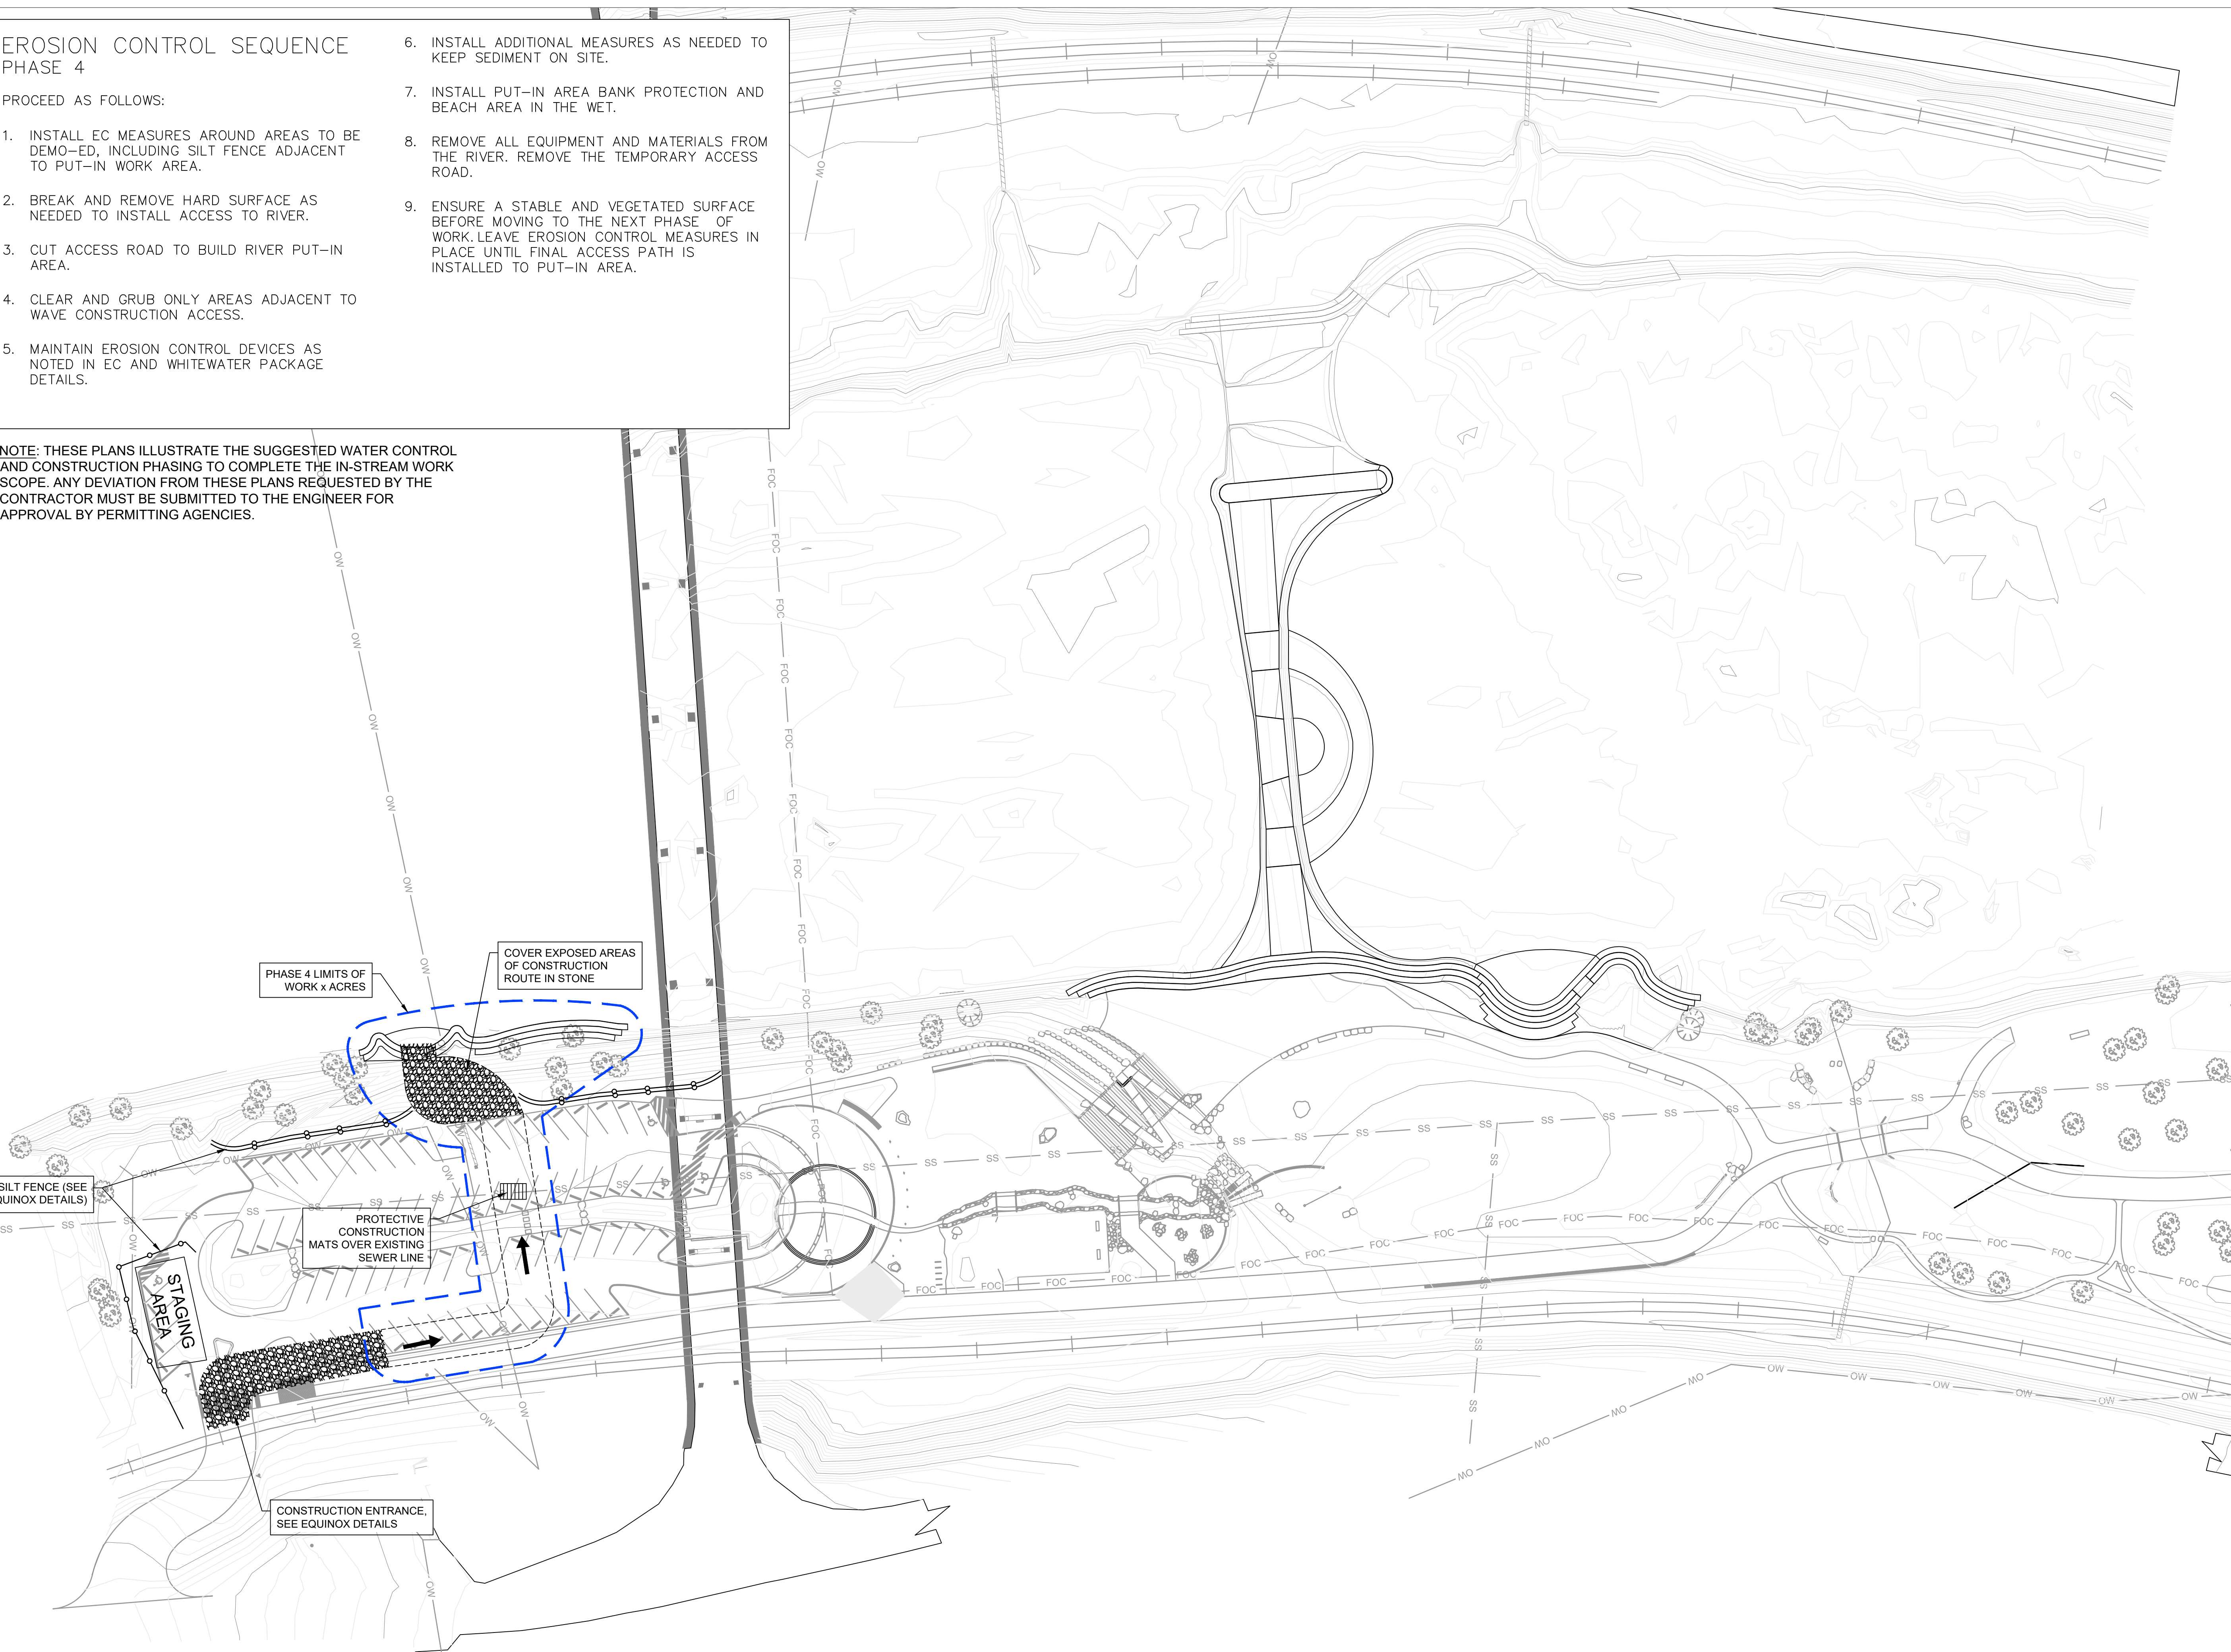 EROSION CONTROL SEQUENCE
PHASE 4
PROCEED AS FOLLOWS:
1. INSTALL EC MEASURES AROUND AREAS TO BE
DEMO-ED, INCLUDING SILT FENCE ADJACENT
TO PUT-IN WORK AREA.
2. BREAK AND REMOVE HARD SURFACE AS
NEEDED TO INSTALL ACCESS TO RIVER.
3. CUT ACCESS ROAD TO BUILD RIVER PUT-IN
AREA.
4. CLEAR AND GRUB ONLY AREAS ADJACENT TO
WAVE CONSTRUCTION ACCESS.
5. MAINTAIN EROSION CONTROL DEVICES AS
NOTED IN EC AND WHITEWATER PACKAGE
DETAILS.
6. INSTALL ADDITIONAL MEASURES AS NEEDED TO
KEEP SEDIMENT ON SITE.
7. INSTALL PUT-IN AREA BANK PROTECTION AND
BEACH AREA IN THE WET.
8. REMOVE ALL EQUIPMENT AND MATERIALS FROM
THE RIVER. REMOVE THE TEMPORARY ACCESS
ROAD.
9. ENSURE A STABLE AND VEGETATED SURFACE
BEFORE MOVING TO THE NEXT PHASE OF
WORK. LEAVE EROSION CONTROL MEASURES IN
PLACE UNTIL FINAL ACCESS PATH IS
INSTALLED TO PUT-IN AREA.
NOTE: THESE PLANS ILLUSTRATE THE SUGGESTED WATER CONTROL
AND CONSTRUCTION PHASING TO COMPLETE THE IN-STREAM WORK
SCOPE. ANY DEVIATION FROM THESE PLANS REQUESTED BY THE
CONTRACTOR MUST BE SUBMITTED TO THE ENGINEER FOR
APPROVAL BY PERMITTING AGENCIES.
PHASE 4 LIMITS OF
WORK x ACRES
COVER EXPOSED AREAS
OF CONSTRUCTION
ROUTE IN STONE
SILT FENCE (SEE
QUINOX DETAILS)
PROTECTIVE
CONSTRUCTION
MATS OVER EXISTING
SEWER LINE
STAGING
AREA
CONSTRUCTION ENTRANCE,
SEE EQUINOX DETAILS
OW
FOC
SS